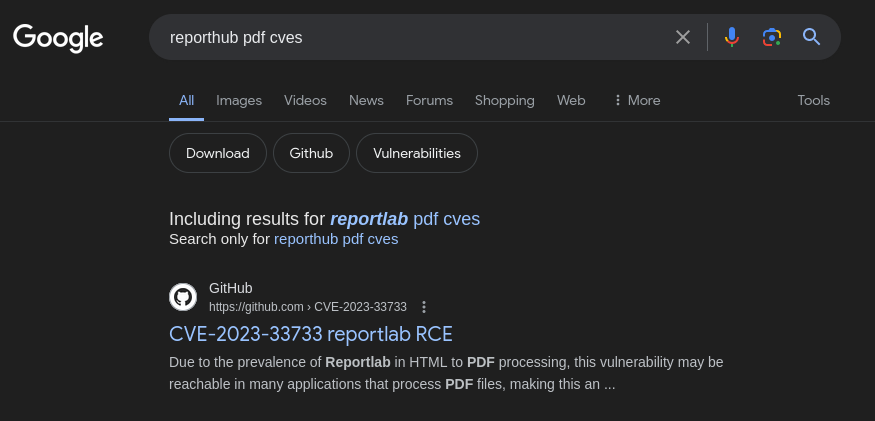 Google
reporthub pdf cves
All Images Videos News Forums Shopping Web More Tools
Download Github Vulnerabilities
Including results for reportlab pdf cves
Search only for reporthub pdf cves
GitHub
https://github.com › CVE-2023-33733
CVE-2023-33733 reportlab RCE
Due to the prevalence of Reportlab in HTML to PDF processing, this vulnerability may be
reachable in many applications that process PDF files, making this an ...